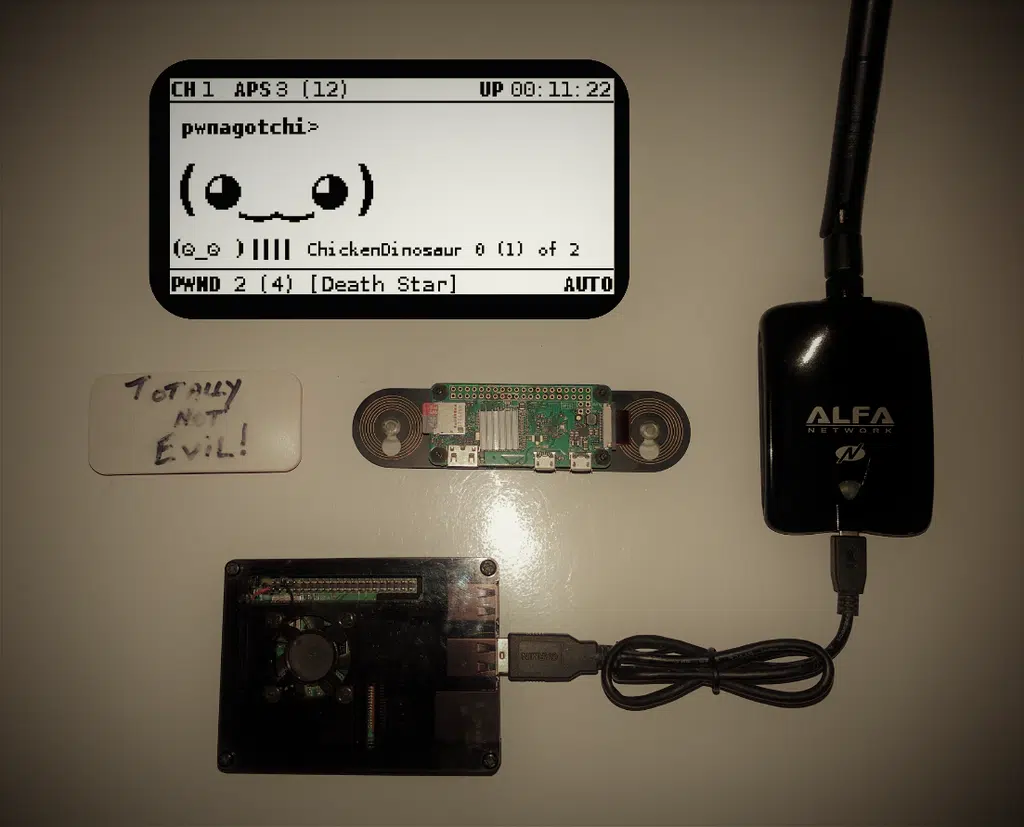 CH 1 APS 3 (12) UP 00:11:22
pwnagotchi>
(◕‿‿◕)
(☉_☉ ) ┃┃┃┃ ChickenDinosaur 0 (1) of 2
PWND 2 (4) [Death Star] AUTO
TOTALLY
NOT
EVIL!
ALFA
NETWORK